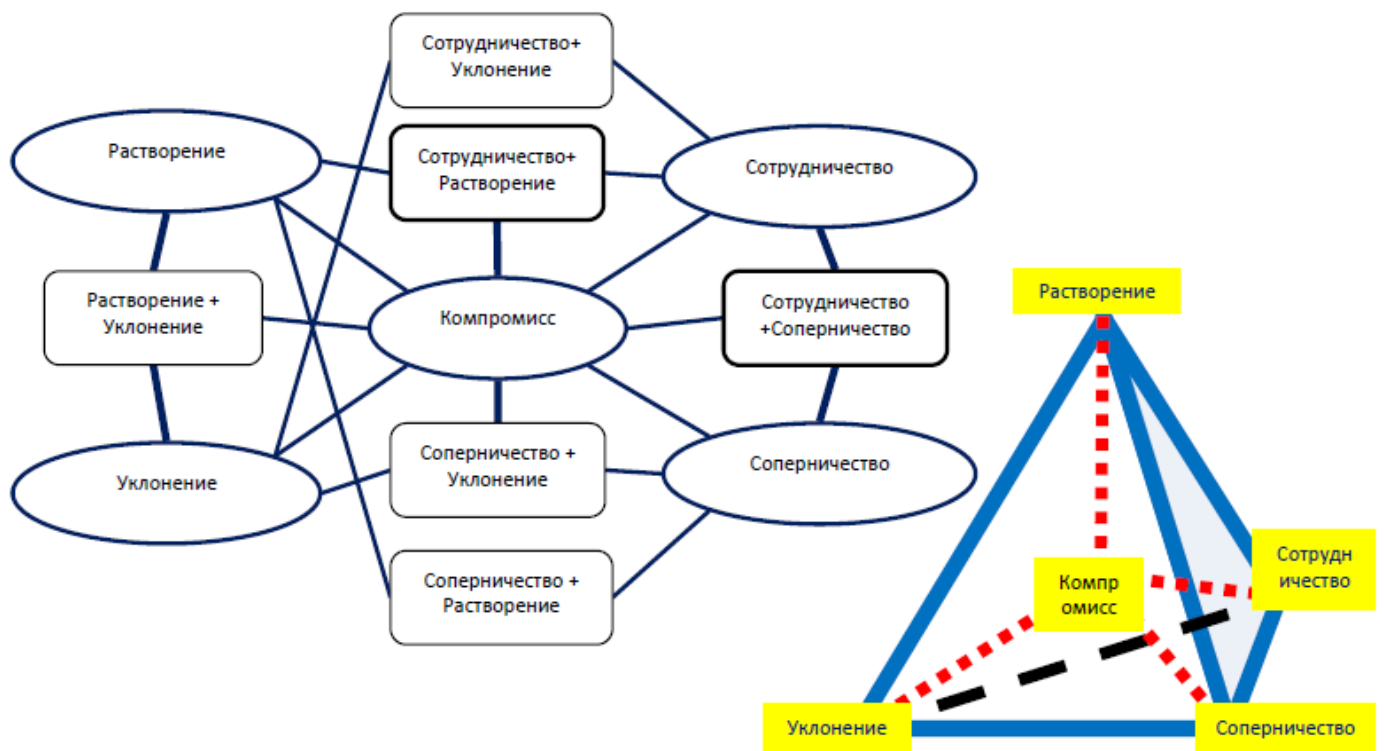 Сотрудничество+
Уклонение
Растворение
Сотрудничество+
Растворение
Сотрудничество
Растворение +
Уклонение
Компромисс
Сотрудничество
+Соперничество
Уклонение
Соперничество +
Уклонение
Соперничество
Соперничество +
Растворение
Растворение
Сотрудн
ичество
Компр
омисс
Уклонение
Соперничество